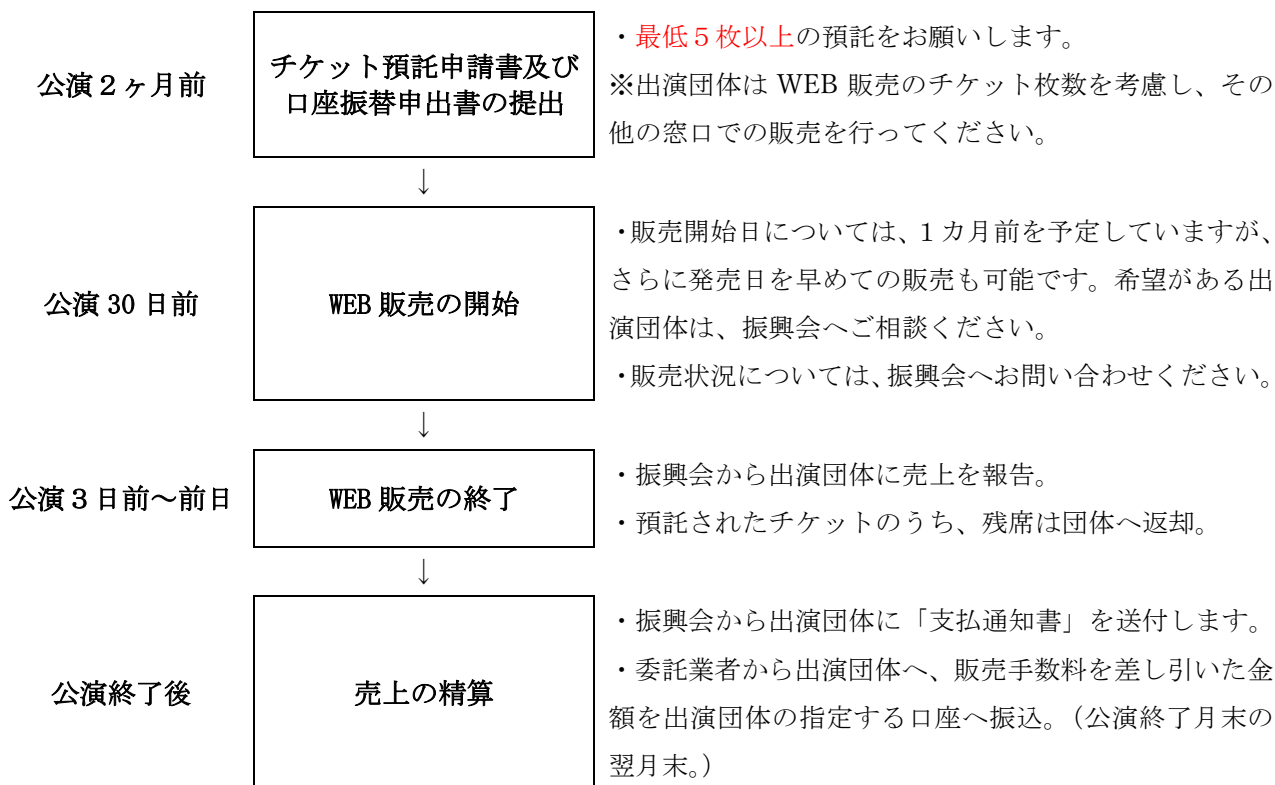 公演２ヶ月前
チケット預託申請書及び
口座振替申出書の提出
・最低５枚以上の預託をお願いします。
※出演団体は WEB 販売のチケット枚数を考慮し、その
他の窓口での販売を行ってください。
↓
公演 30 日前
WEB 販売の開始
・販売開始日については、１カ月前を予定していますが、
さらに発売日を早めての販売も可能です。希望がある出
演団体は、振興会へご相談ください。
・販売状況については、振興会へお問い合わせください。
↓
公演３日前～前日
WEB 販売の終了
・振興会から出演団体に売上を報告。
・預託されたチケットのうち、残席は団体へ返却。
↓
公演終了後
売上の精算
・振興会から出演団体に「支払通知書」を送付します。
・委託業者から出演団体へ、販売手数料を差し引いた金
額を出演団体の指定する口座へ振込。（公演終了月末の
翌月末。）